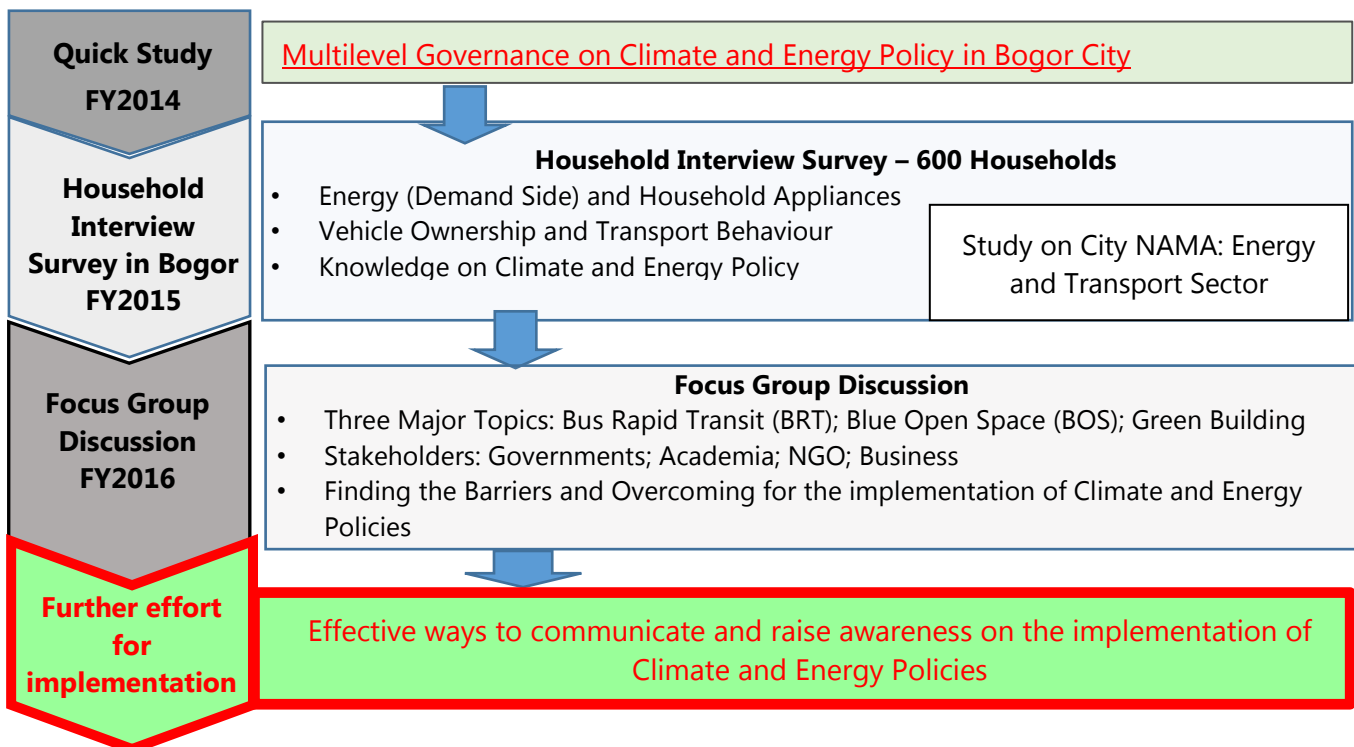 Quick Study
FY2014
Multilevel Governance on Climate and Energy Policy in Bogor City
Household
Interview
Survey in Bogor
FY2015
Household Interview Survey – 600 Households
• Energy (Demand Side) and Household Appliances
• Vehicle Ownership and Transport Behaviour
• Knowledge on Climate and Energy Policy
Study on City NAMA: Energy
and Transport Sector
Focus Group
Discussion
FY2016
Focus Group Discussion
• Three Major Topics: Bus Rapid Transit (BRT); Blue Open Space (BOS); Green Building
• Stakeholders: Governments; Academia; NGO; Business
• Finding the Barriers and Overcoming for the implementation of Climate and Energy
Policies
Further effort
for
implementation
Effective ways to communicate and raise awareness on the implementation of
Climate and Energy Policies